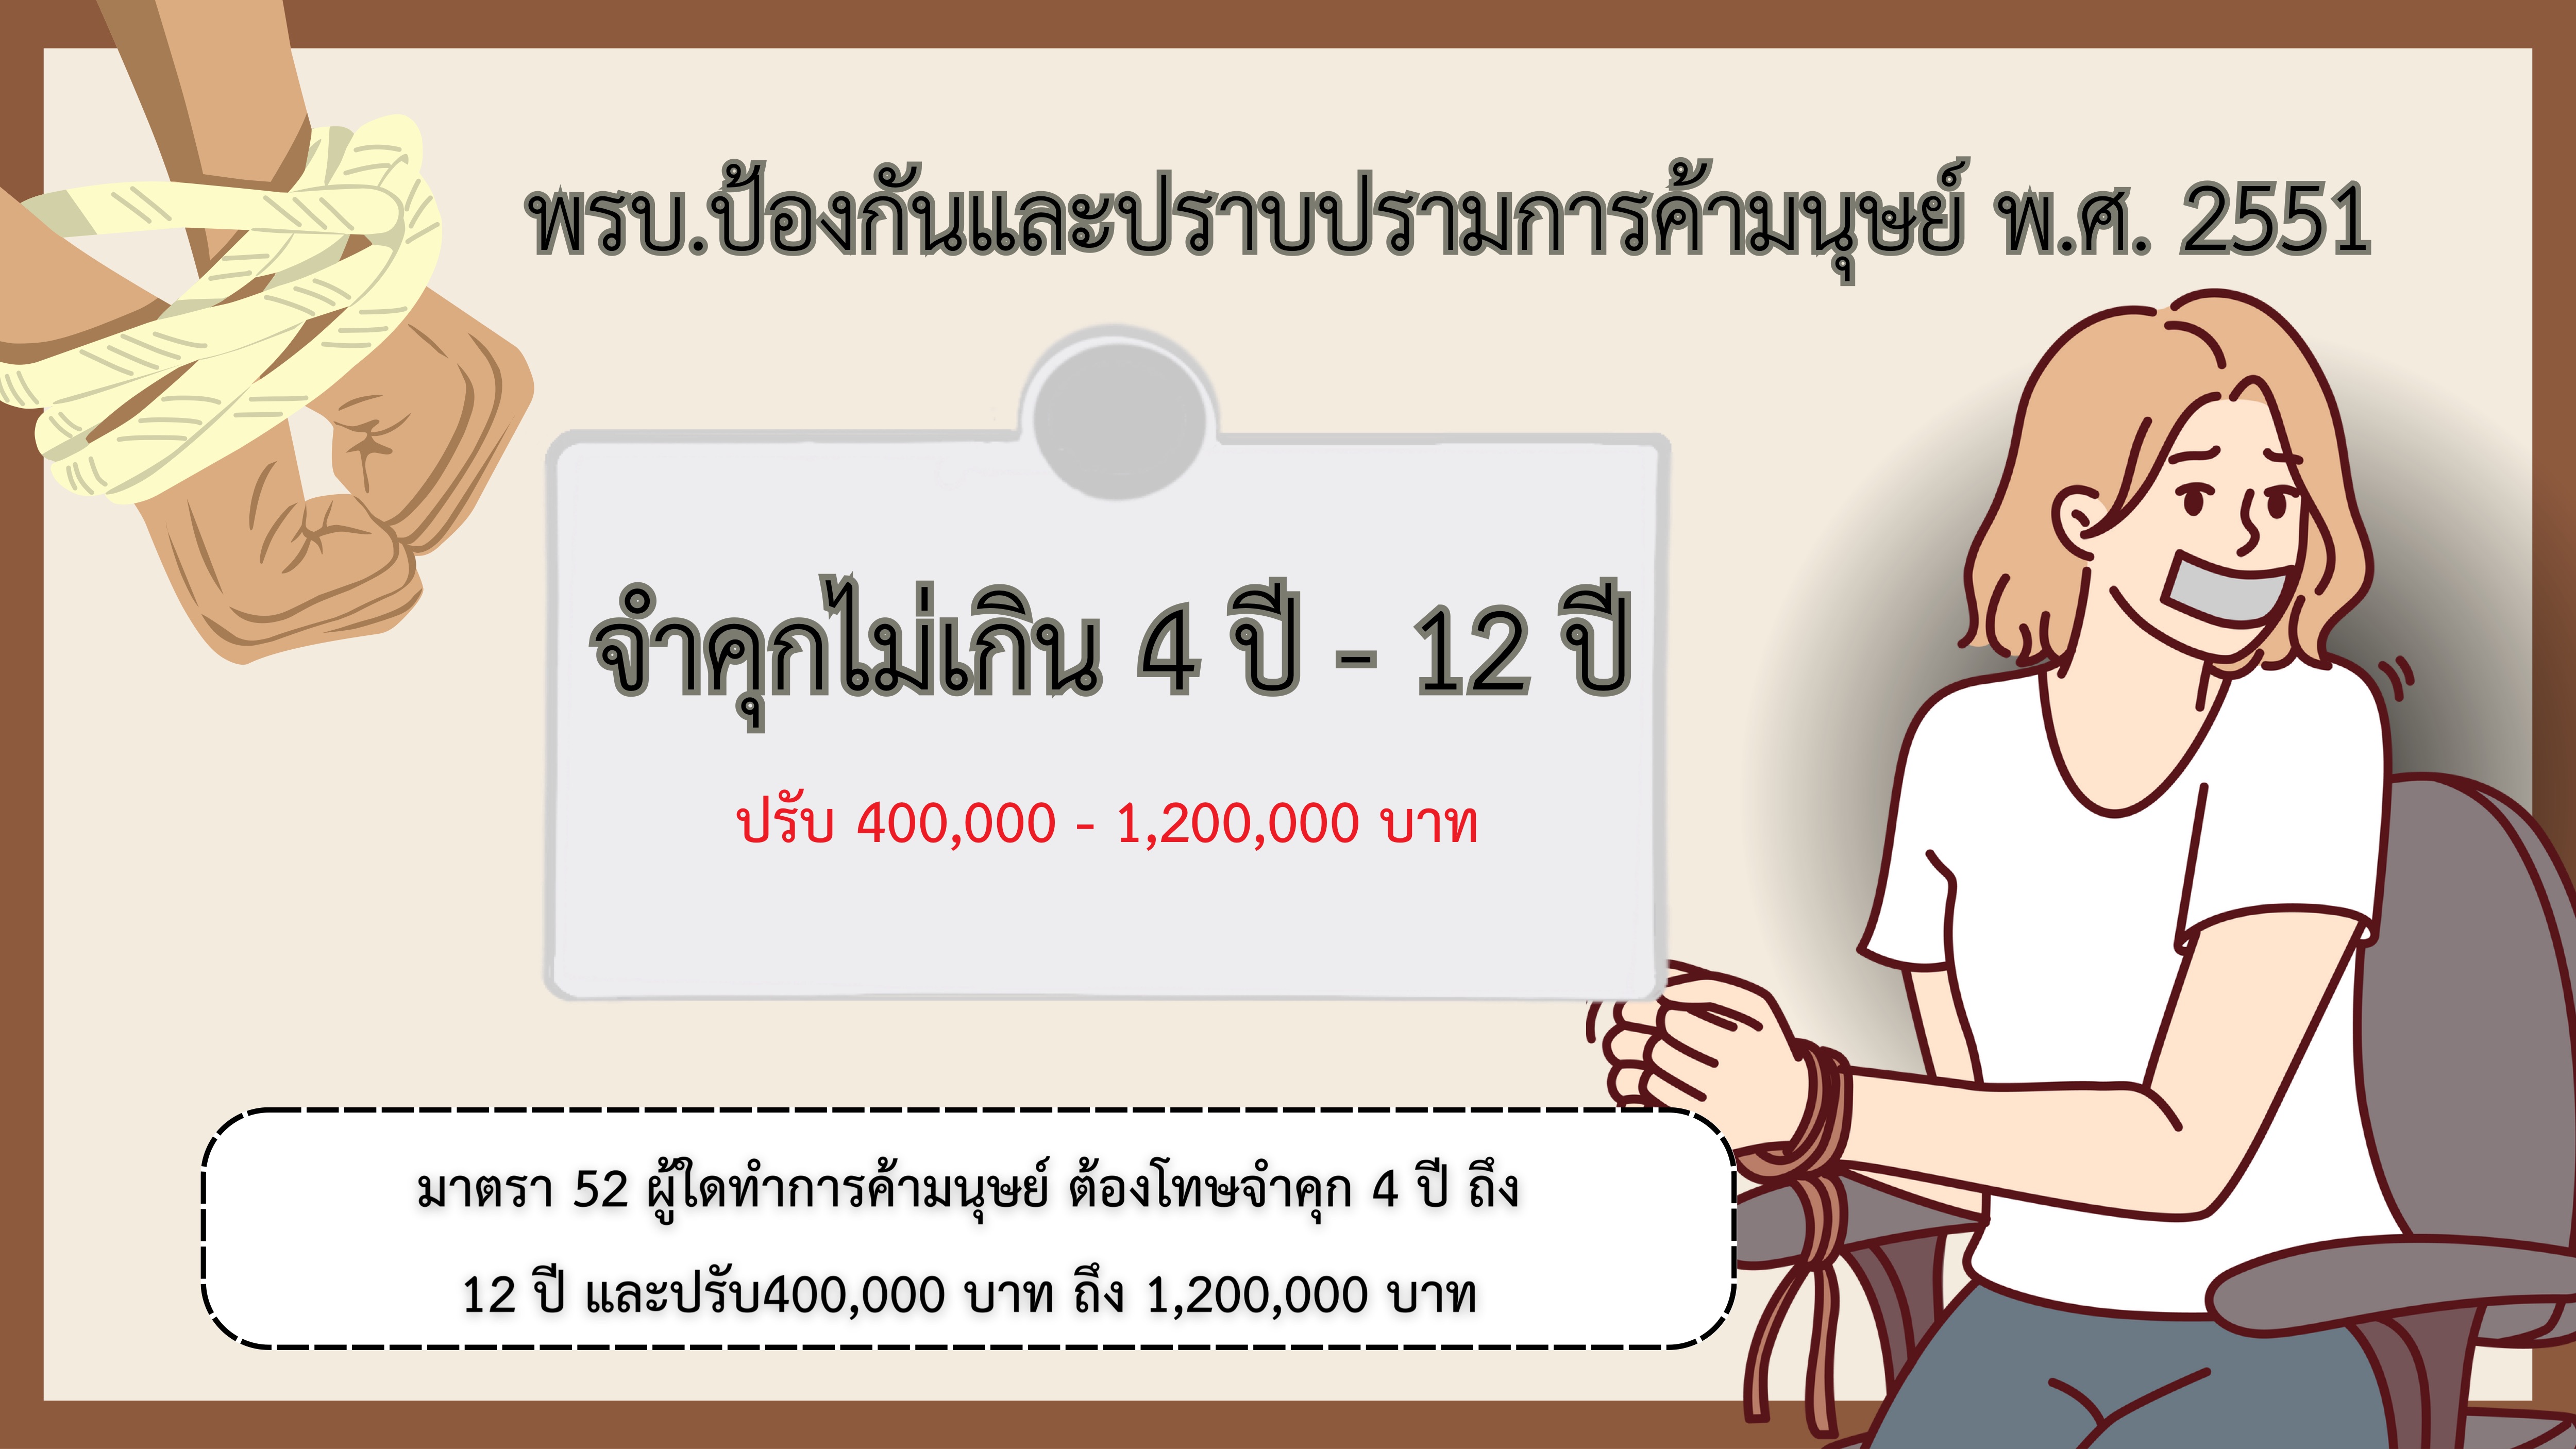 พรบ.ป้องกันและปราบปรามการค้ามนุษย์ พ.ศ. 2551
จำคุกไม่เกิน 4 ปี - 12 ปี
ปรับ 400,000 - 1,200,000 บาท
มาตรา 52 ผู้ใดทำการค้ามนุษย์ ต้องโทษจำคุก 4 ปี ถึง
12 ปี และปรับ400,000 บาท ถึง 1,200,000 บาท